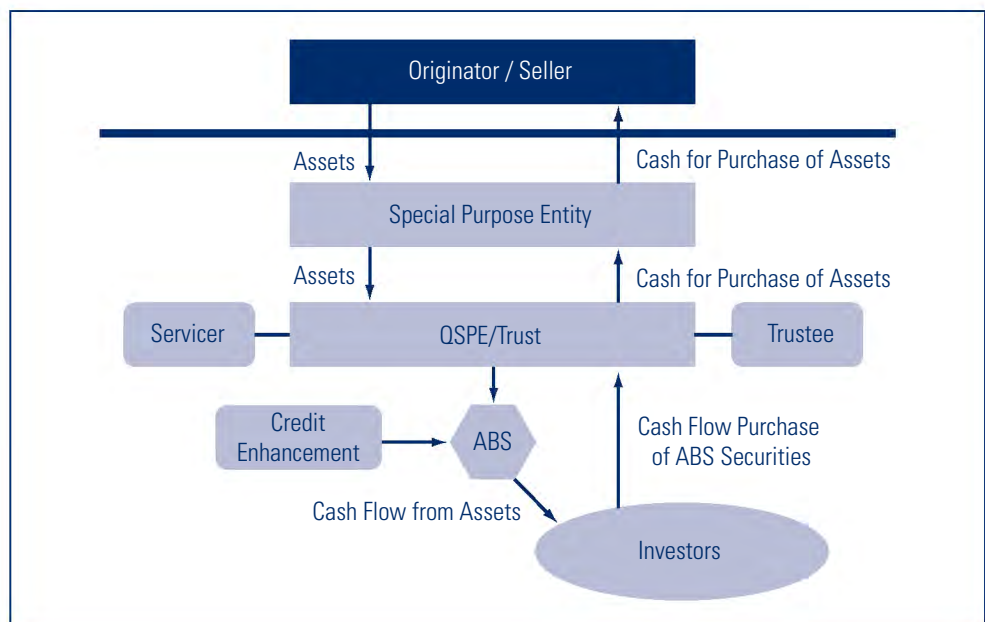 Originator / Seller
Assets
Cash for Purchase of Assets
Special Purpose Entity
Assets
Cash for Purchase of Assets
Servicer
QSPE/Trust
Trustee
Credit
Enhancement
ABS
Cash Flow Purchase
of ABS Securities
Cash Flow from Assets
Investors